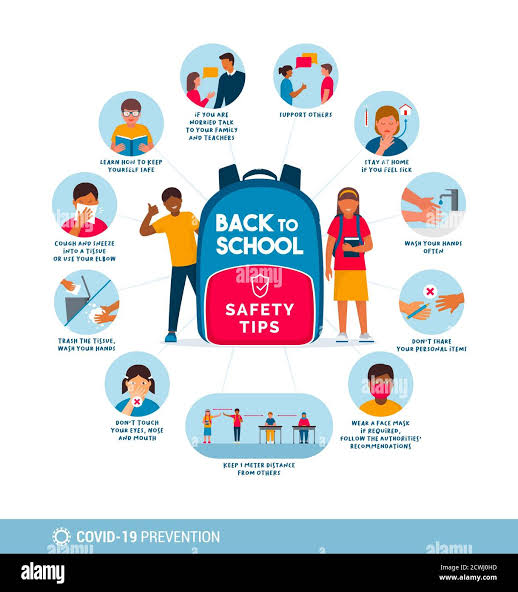 IF YOU ARE
WORRIED TALK
TO YOUR FAMILY
AND TEACHERS
SUPPORT OTHERS
LEARN HOW TO KEEP
YOURSELF SAFE
STAY AT HOME
IF YOU FEEL SICK
COUGH AND SNEEZE
INTO A TISSUE
OR USE YOUR ELBOW
WASH YOUR HANDS
OFTEN
BACK TO
SCHOOL
SAFETY
TIPS
TRASH THE TISSUE,
WASH YOUR HANDS
DON'T SHARE
YOUR PERSONAL ITEMS
DON'T TOUCH
YOUR EYES, NOSE
AND MOUTH
WEAR A FACE MASK
IF REQUIRED,
FOLLOW THE AUTHORITIES'
RECOMMENDATIONS
KEEP 1 METER DISTANCE
FROM OTHERS
COVID-19 PREVENTION
alamy
alamy
Image ID: 2CWJ0HD
www.alamy.com